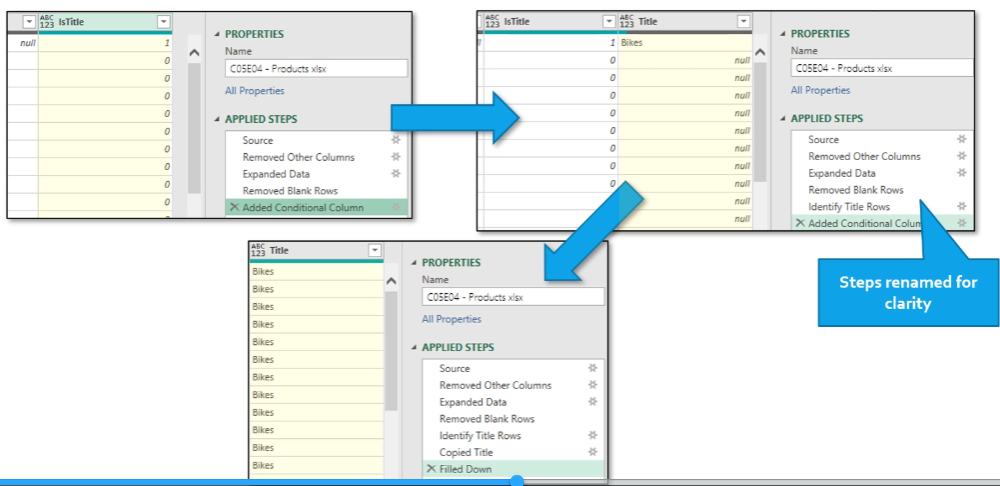 ABC 123 IsTitle
null 1
0
0
0
0
0
0
0
0
PROPERTIES
Name
C05E04 - Products xlsx
All Properties
APPLIED STEPS
Source
Removed Other Columns
Expanded Data
Removed Blank Rows
Added Conditional Column
ABC 123 IsTitle ABC 123 Title
1 Bikes
0 null
0 null
0 null
0 null
0 null
0 null
0 null
0 null
null
null
PROPERTIES
Name
C05E04 - Products xlsx
All Properties
APPLIED STEPS
Source
Removed Other Columns
Expanded Data
Removed Blank Rows
Identify Title Rows
Added Conditional Colum
Steps renamed for
clarity
ABC 123 Title
Bikes
Bikes
Bikes
Bikes
Bikes
Bikes
Bikes
Bikes
Bikes
Bikes
Bikes
Bikes
PROPERTIES
Name
C05E04 - Products xlsx
All Properties
APPLIED STEPS
Source
Removed Other Columns
Expanded Data
Removed Blank Rows
Identify Title Rows
Copied Title
Filled Down